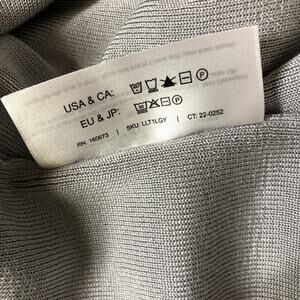 USA & CA: P
EU & JP: P
RN: 160673 | SKU: LLT1LGY | CT: 22-0252